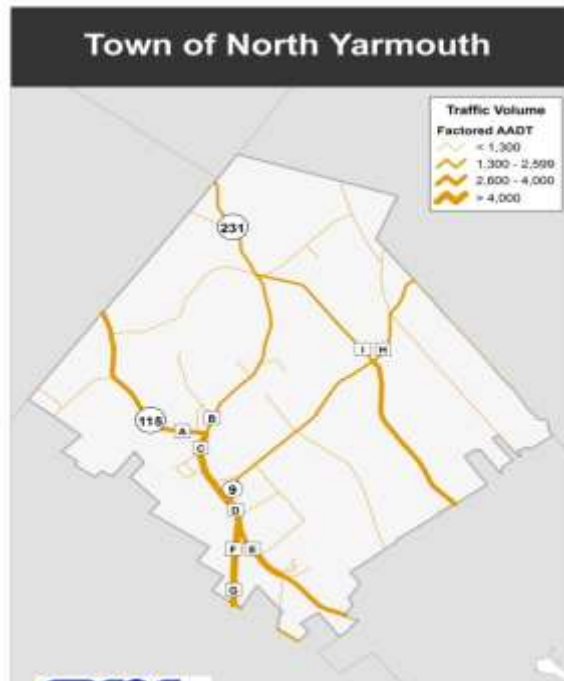 Town of North Yarmouth
Traffic Volume
Factored AADT
< 1,300
1,300 - 2,599
2,600 - 4,000
> 4,000
231
I H
B
115 A
C
9
D
F E
G